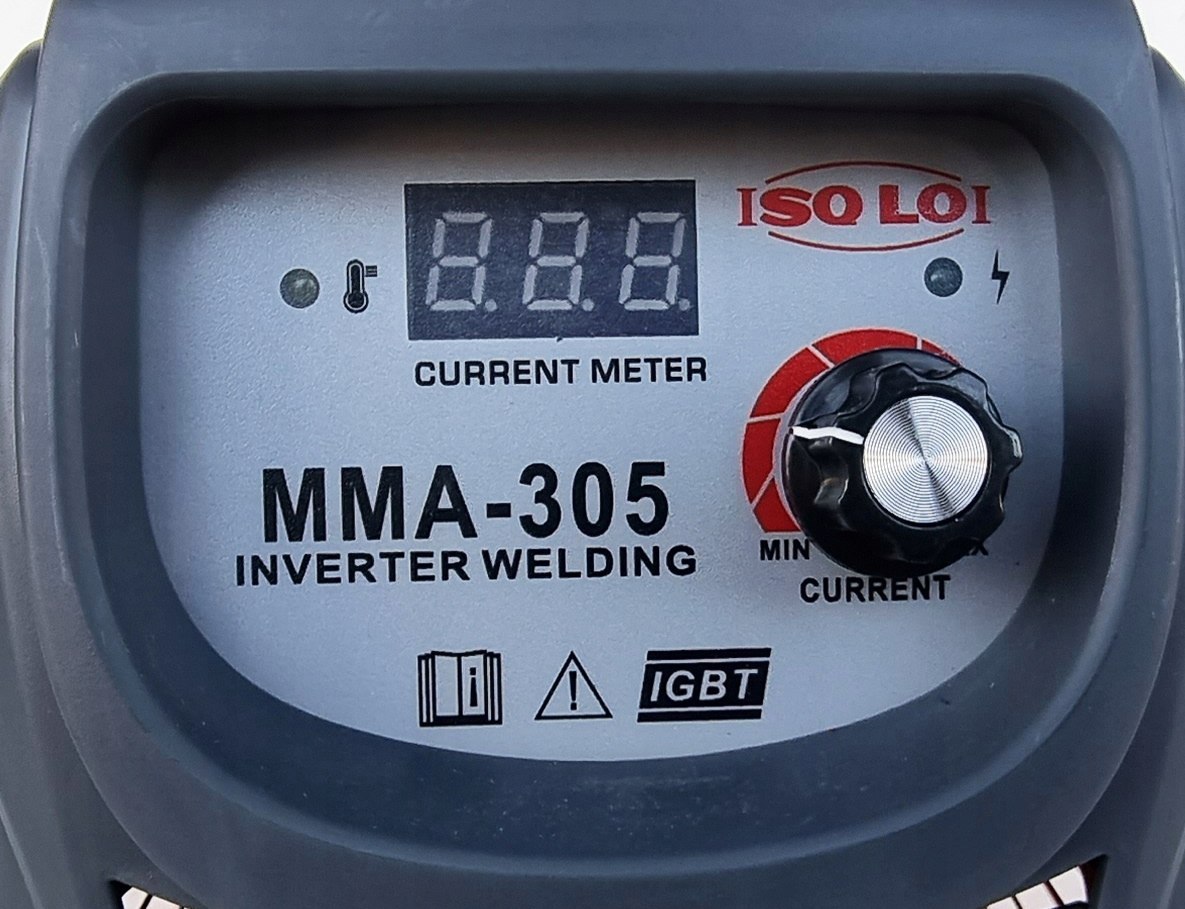 ISO LOI
CURRENT METER
MMA-305
INVERTER WELDING
MIN
CURRENT
i
!
IGBT